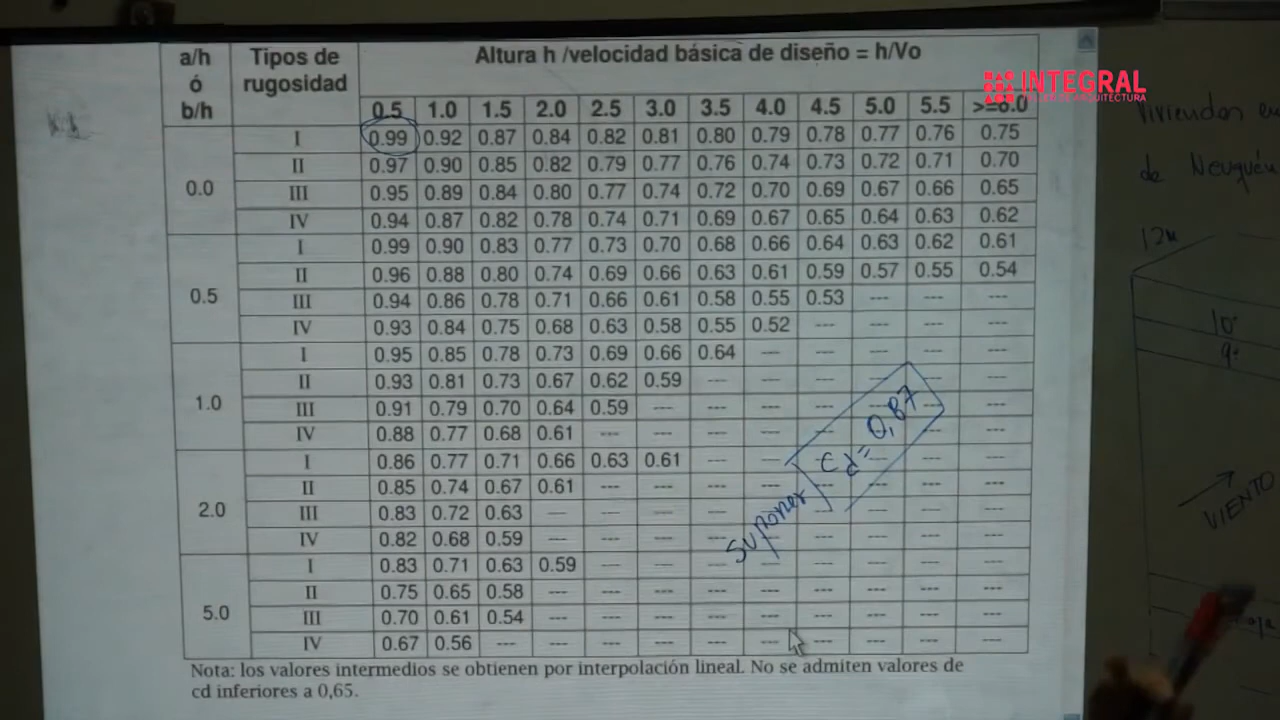 a/h ó b/h Tipos de rugosidad Altura h /velocidad básica de diseño = h/Vo
0.5 1.0 1.5 2.0 2.5 3.0 3.5 4.0 4.5 5.0 5.5 >=6.0
0.0 I 0.99 0.92 0.87 0.84 0.82 0.81 0.80 0.79 0.78 0.77 0.76 0.75
II 0.97 0.90 0.85 0.82 0.79 0.77 0.76 0.74 0.73 0.72 0.71 0.70
III 0.95 0.89 0.84 0.80 0.77 0.74 0.72 0.70 0.69 0.67 0.66 0.65
IV 0.94 0.87 0.82 0.78 0.74 0.71 0.69 0.67 0.65 0.64 0.63 0.62
0.5 I 0.99 0.90 0.83 0.77 0.73 0.70 0.68 0.66 0.64 0.63 0.62 0.61
II 0.96 0.88 0.80 0.74 0.69 0.66 0.63 0.61 0.59 0.57 0.55 0.54
III 0.94 0.86 0.78 0.71 0.66 0.61 0.58 0.55 0.53 --- --- ---
IV 0.93 0.84 0.75 0.68 0.63 0.58 0.55 0.52 --- --- --- ---
1.0 I 0.95 0.85 0.78 0.73 0.69 0.66 0.64 --- --- --- --- ---
II 0.93 0.81 0.73 0.67 0.62 0.59 --- --- --- --- --- ---
III 0.91 0.79 0.70 0.64 0.59 --- --- --- --- --- --- ---
IV 0.88 0.77 0.68 0.61 --- --- --- --- --- --- --- ---
2.0 I 0.86 0.77 0.71 0.66 0.63 0.61 --- --- --- --- --- ---
II 0.85 0.74 0.67 0.61 --- --- --- --- --- --- --- ---
III 0.83 0.72 0.63 --- --- --- --- --- --- --- --- ---
IV 0.82 0.68 0.59 --- --- --- --- --- --- --- --- ---
5.0 I 0.83 0.71 0.63 0.59 --- --- --- --- --- --- --- ---
II 0.75 0.65 0.58 --- --- --- --- --- --- --- --- ---
III 0.70 0.61 0.54 --- --- --- --- --- --- --- --- ---
IV 0.67 0.56 --- --- --- --- --- --- --- --- --- ---
Nota: los valores intermedios se obtienen por interpolación lineal. No se admiten valores de
cd inferiores a 0,65.
Suponer Cd = 0,87
INTEGRAL
Viviendas en
de Neuquén
12m
VIENTO